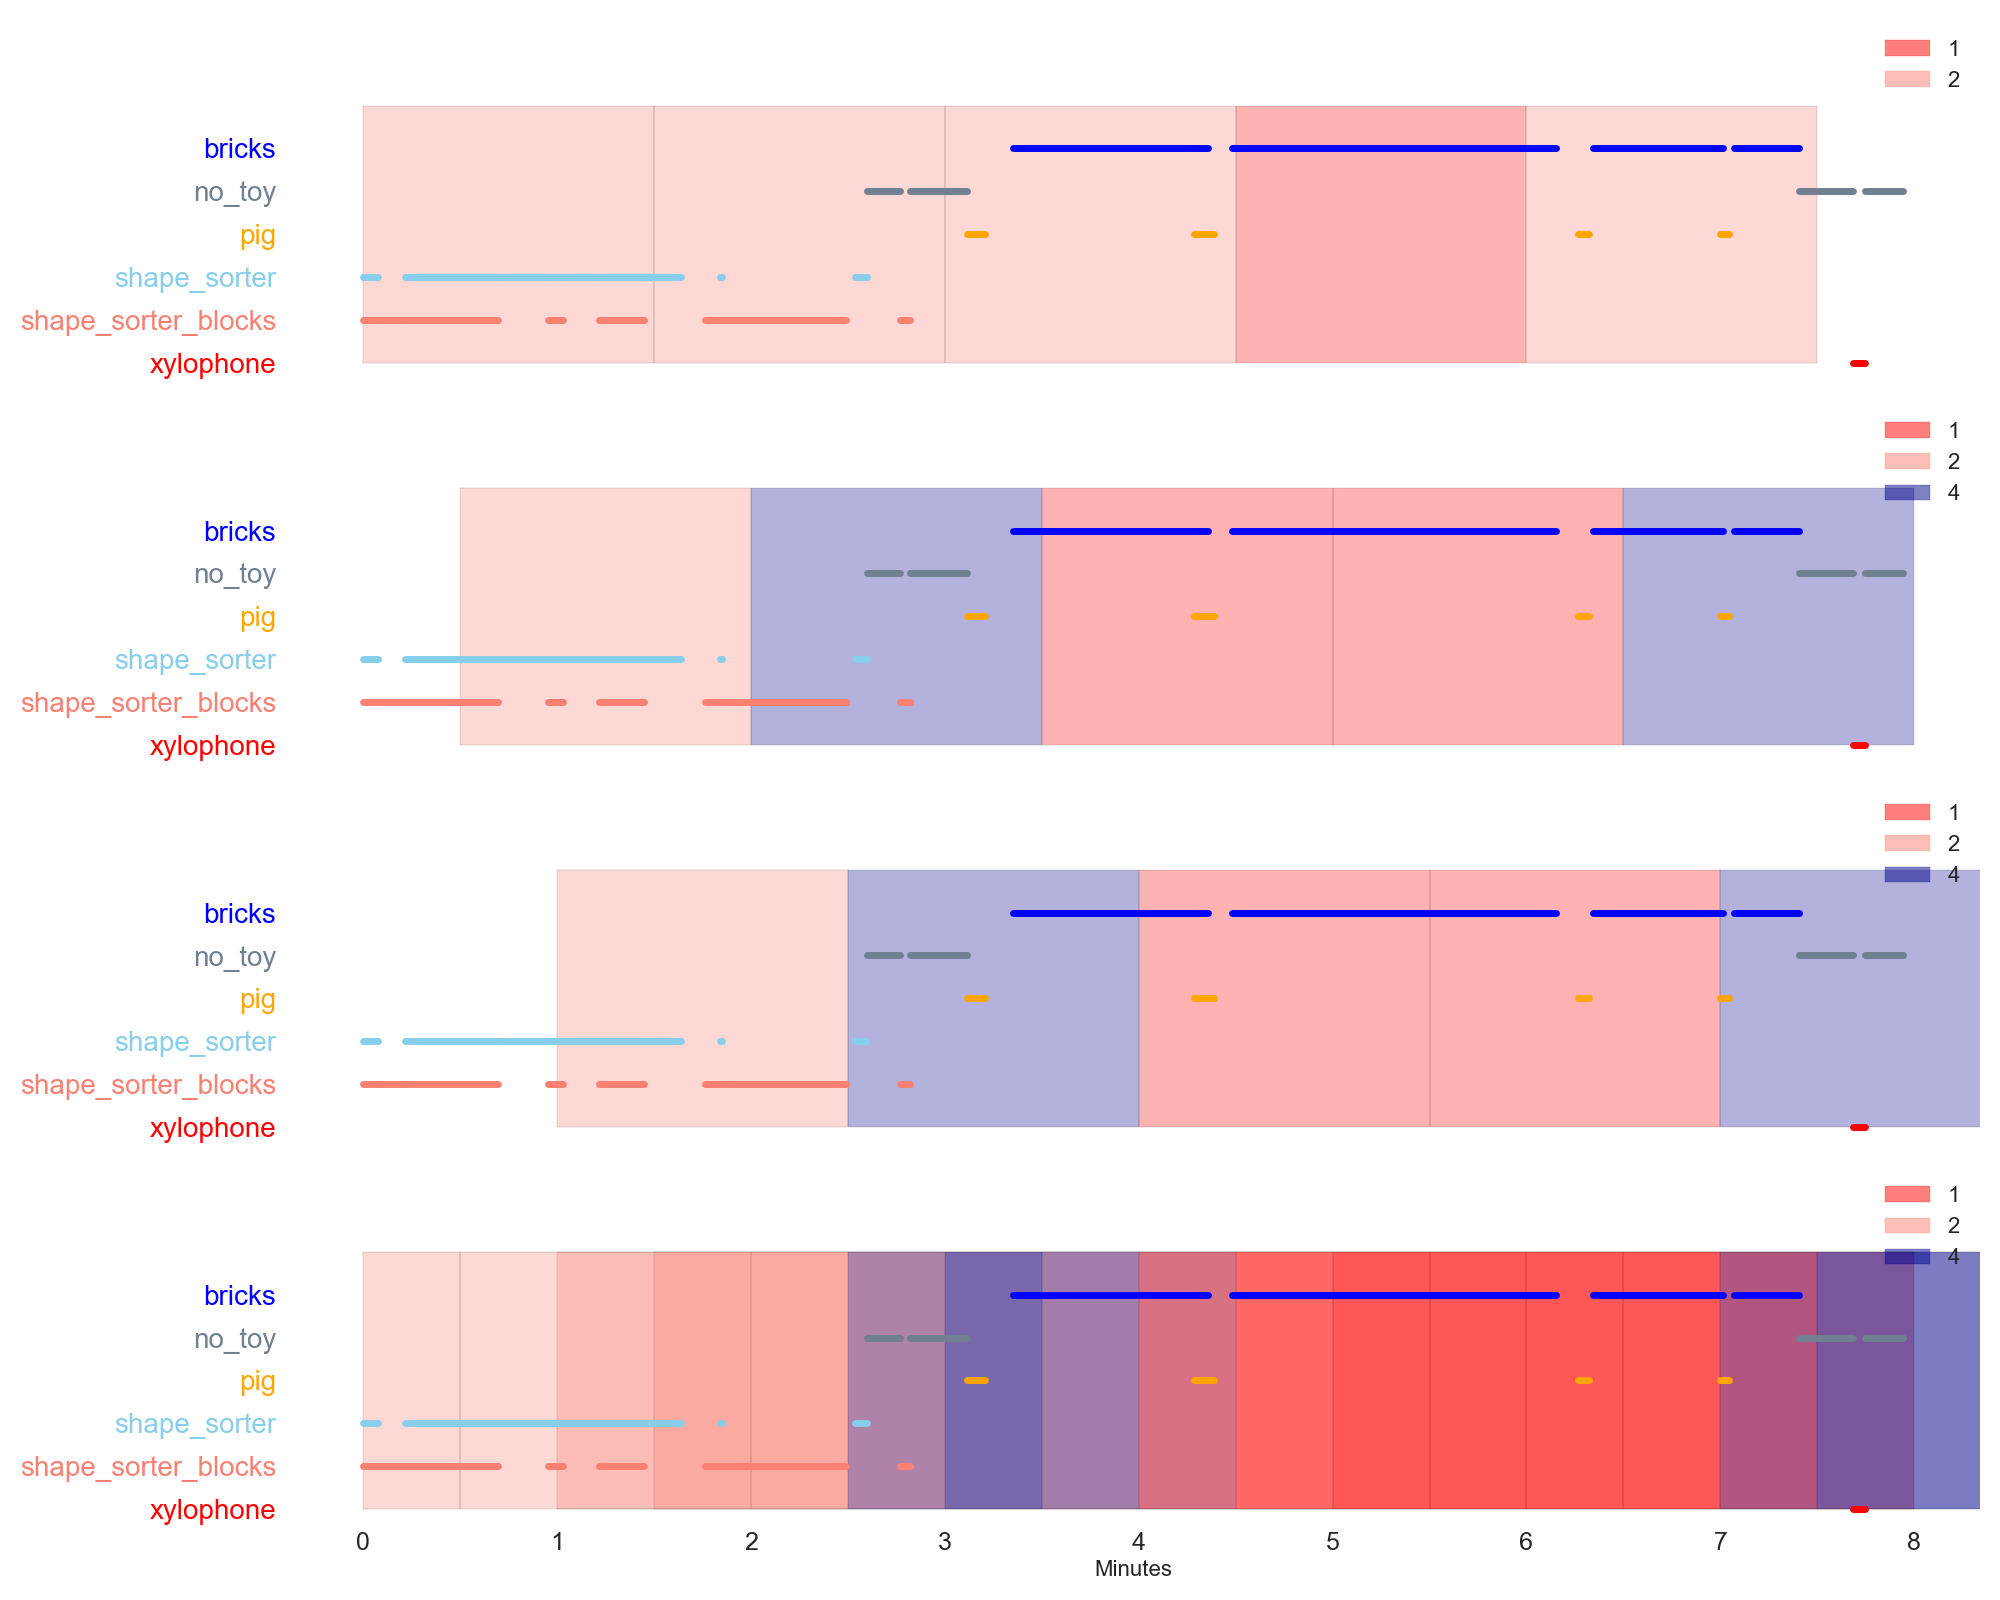 1
2
bricks
no_toy
pig
shape_sorter
shape_sorter_blocks
xylophone
1
2
4
bricks
no_toy
pig
shape_sorter
shape_sorter_blocks
xylophone
1
2
4
bricks
no_toy
pig
shape_sorter
shape_sorter_blocks
xylophone
1
2
4
bricks
no_toy
pig
shape_sorter
shape_sorter_blocks
xylophone
0 1 2 3 4 5 6 7 8
Minutes